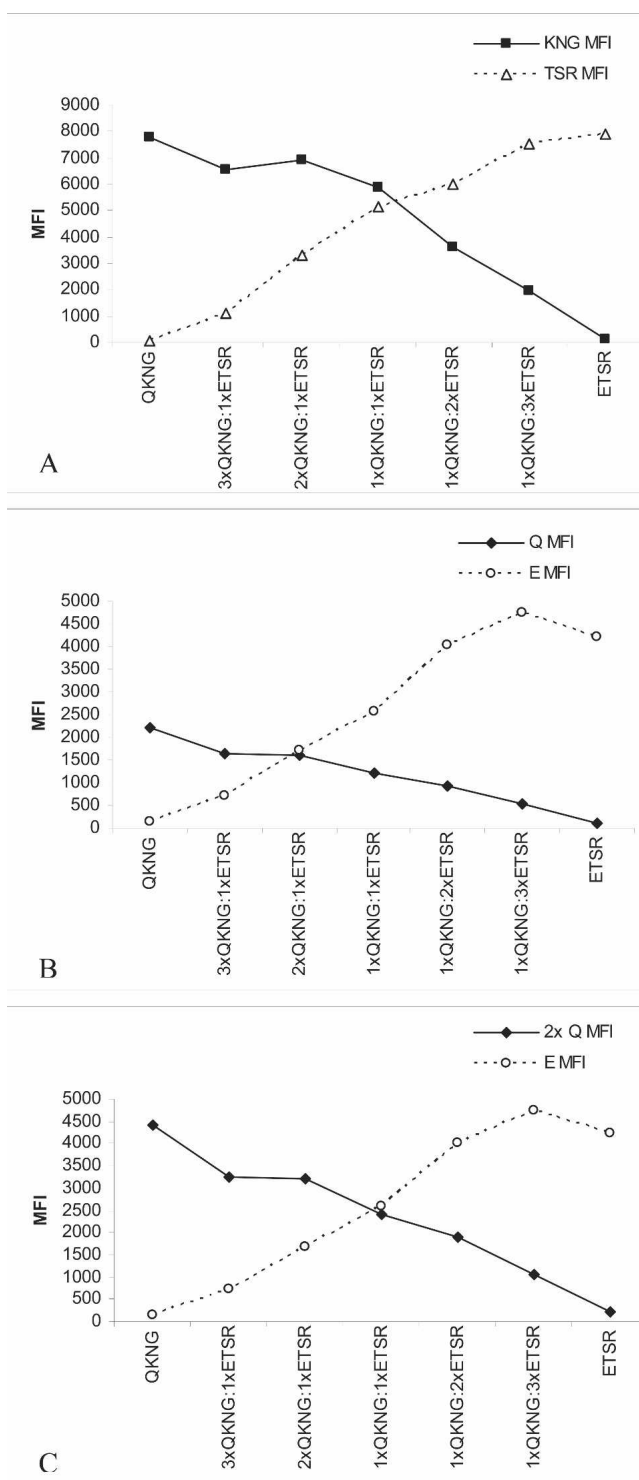 KNG MFI
TSR MFI
9000
8000
7000
6000
5000
4000
3000
2000
1000
0
MFI
QKNG
3xQKNG:1xETSR
2xQKNG:1xETSR
1xQKNG:1xETSR
1xQKNG:2xETSR
1xQKNG:3xETSR
ETSR
A
Q MFI
E MFI
5000
4500
4000
3500
3000
2500
2000
1500
1000
500
0
MFI
QKNG
3xQKNG:1xETSR
2xQKNG:1xETSR
1xQKNG:1xETSR
1xQKNG:2xETSR
1xQKNG:3xETSR
ETSR
B
2x Q MFI
E MFI
5000
4500
4000
3500
3000
2500
2000
1500
1000
500
0
MFI
QKNG
3xQKNG:1xETSR
2xQKNG:1xETSR
1xQKNG:1xETSR
1xQKNG:2xETSR
1xQKNG:3xETSR
ETSR
C